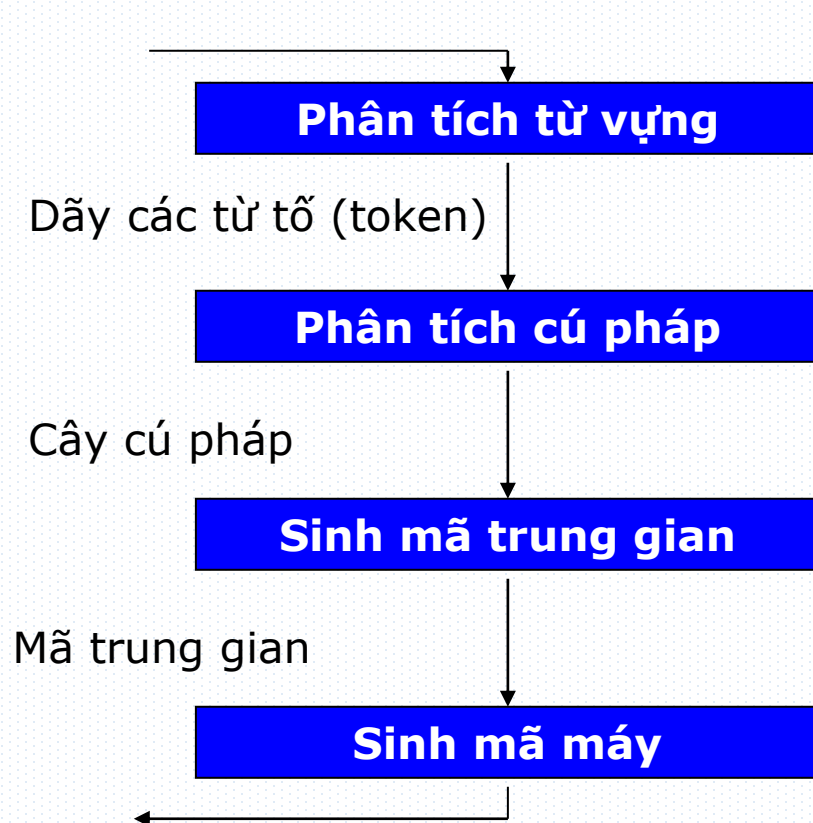 Phân tích từ vựng
Dãy các từ tố (token)
Phân tích cú pháp
Cây cú pháp
Sinh mã trung gian
Mã trung gian
Sinh mã máy